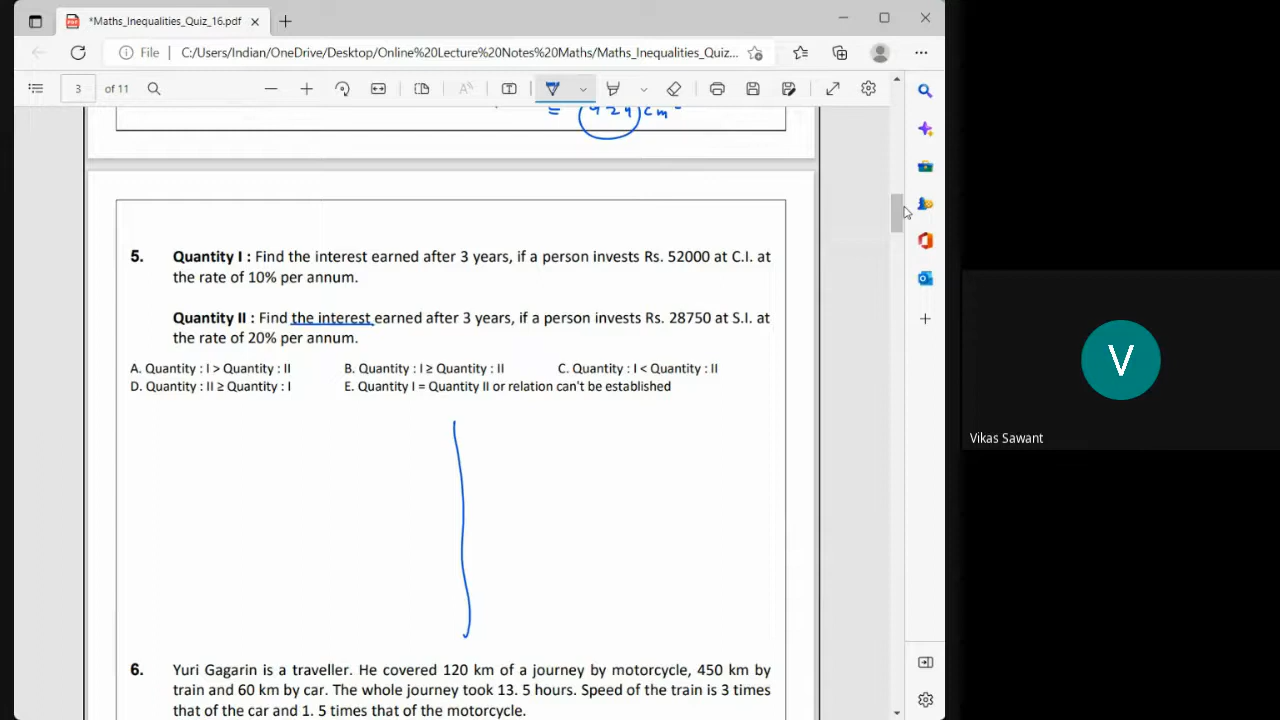 *Maths_Inequalities_Quiz_16.pdf
File | C:/Users/Indian/OneDrive/Desktop/Online%20Lecture%20Notes%20Maths/Maths_Inequalities_Quiz...
3 of 11
= 924 cm
5. Quantity I : Find the interest earned after 3 years, if a person invests Rs. 52000 at C.I. at
the rate of 10% per annum.
Quantity II : Find the interest earned after 3 years, if a person invests Rs. 28750 at S.I. at
the rate of 20% per annum.
A. Quantity : I > Quantity : II B. Quantity : I ≥ Quantity : II C. Quantity : I < Quantity : II
D. Quantity : II ≥ Quantity : I E. Quantity I = Quantity II or relation can't be established
6. Yuri Gagarin is a traveller. He covered 120 km of a journey by motorcycle, 450 km by
train and 60 km by car. The whole journey took 13. 5 hours. Speed of the train is 3 times
that of the car and 1. 5 times that of the motorcycle.
V
Vikas Sawant